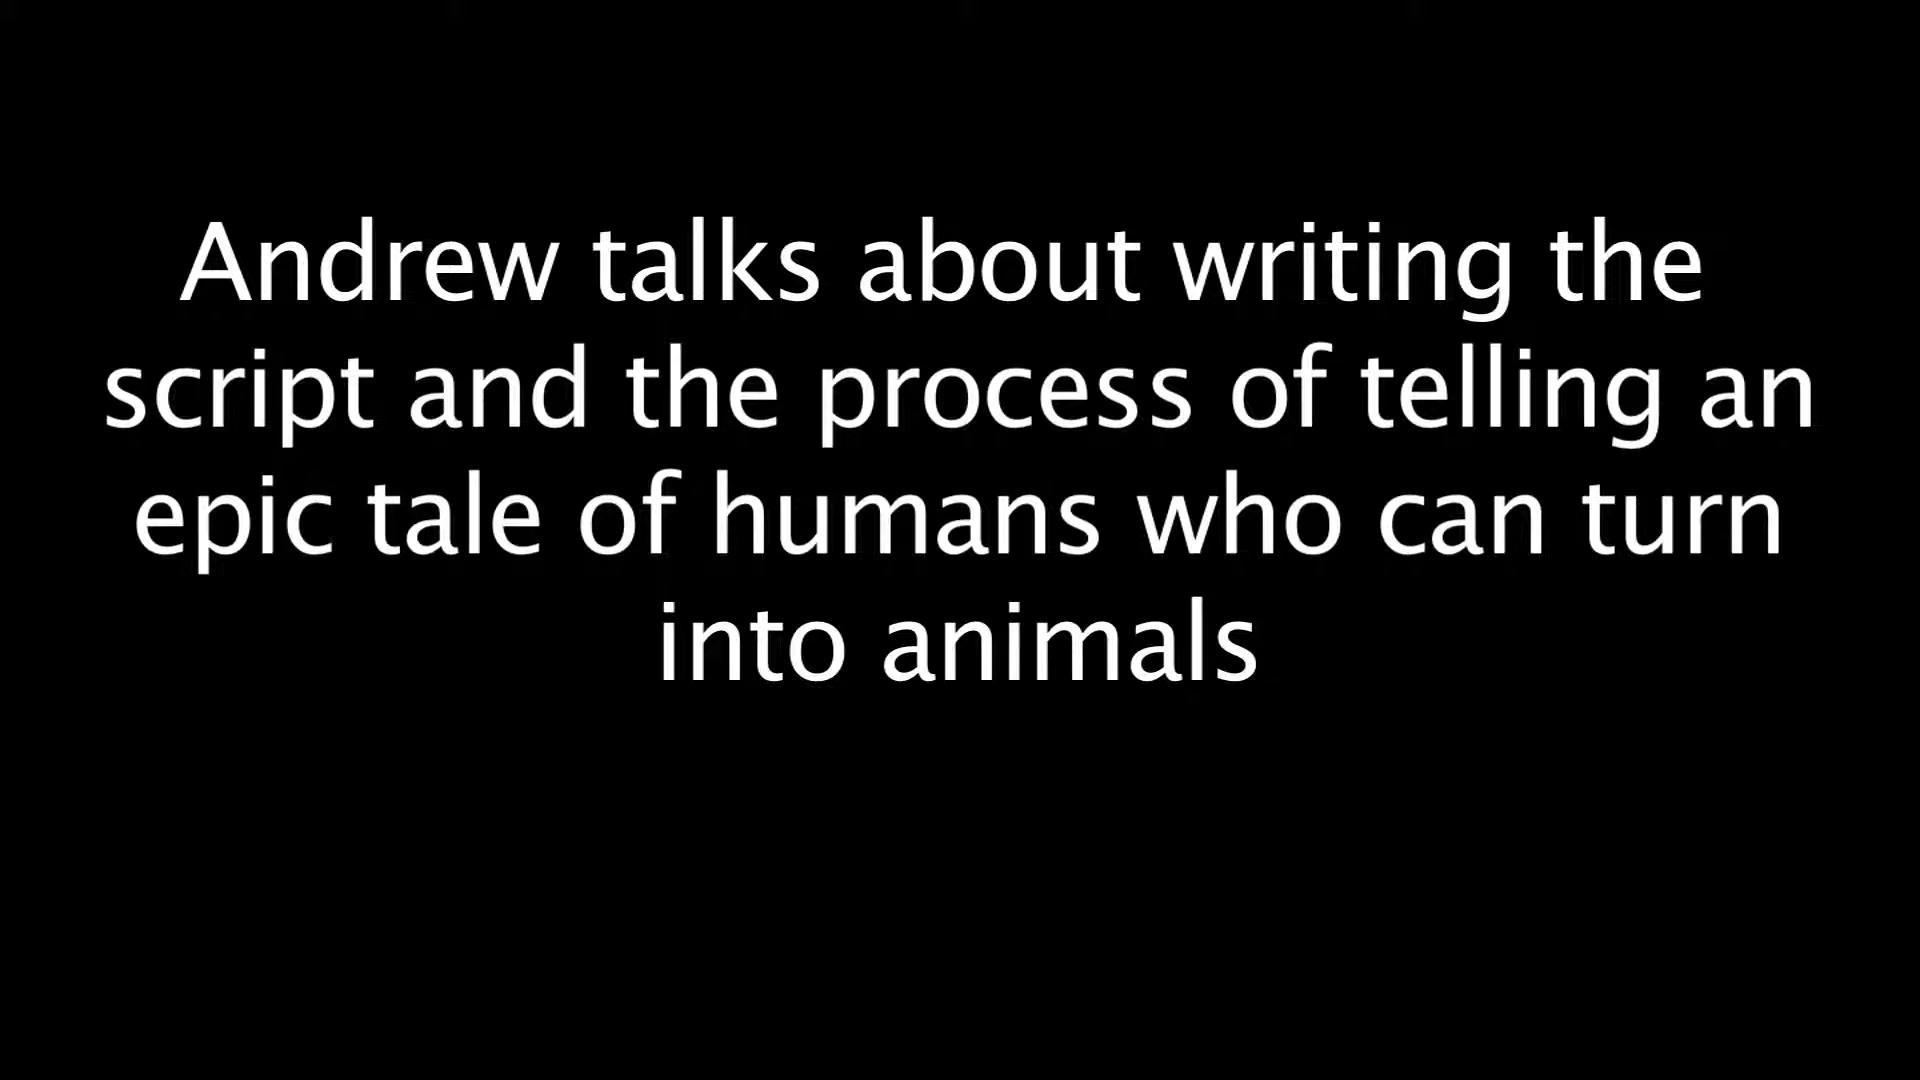 Andrew talks about writing the
script and the process of telling an
epic tale of humans who can turn
into animals